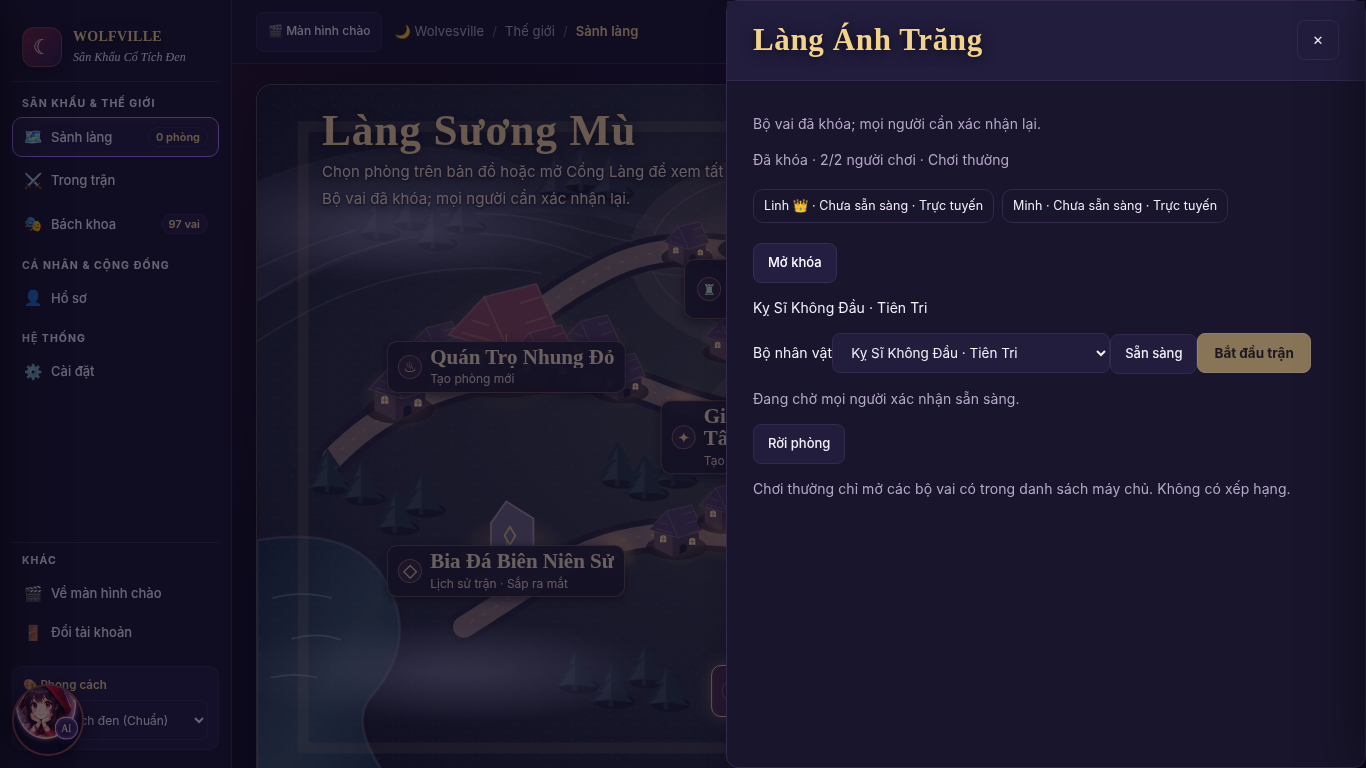 WOLFVILLE
Sân Khấu Cổ Tích Đen
SÂN KHẤU & THẾ GIỚI
Sảnh làng
0 phòng
Trong trận
Bách khoa
97 vai
CÁ NHÂN & CỘNG ĐỒNG
Hồ sơ
HỆ THỐNG
Cài đặt
KHÁC
Về màn hình chào
Đổi tài khoản
Phong cách
ch đen (Chuẩn)
AI
Màn hình chào
Wolvesville / Thế giới / Sảnh làng
Làng Sương Mù
Chọn phòng trên bản đồ hoặc mở Cổng Làng để xem tất
Bộ vai đã khóa; mọi người cần xác nhận lại.
Quán Trọ Nhung Đỏ
Tạo phòng mới
Gi
Tâ
Tạo
Bia Đá Biên Niên Sử
Lịch sử trận · Sắp ra mắt
Làng Ánh Trăng
×
Bộ vai đã khóa; mọi người cần xác nhận lại.
Đã khóa · 2/2 người chơi · Chơi thường
Linh 👑 · Chưa sẵn sàng · Trực tuyến
Minh · Chưa sẵn sàng · Trực tuyến
Mở khóa
Kỵ Sĩ Không Đầu · Tiên Tri
Bộ nhân vật
Kỵ Sĩ Không Đầu · Tiên Tri
Sẵn sàng
Bắt đầu trận
Đang chờ mọi người xác nhận sẵn sàng.
Rời phòng
Chơi thường chỉ mở các bộ vai có trong danh sách máy chủ. Không có xếp hạng.